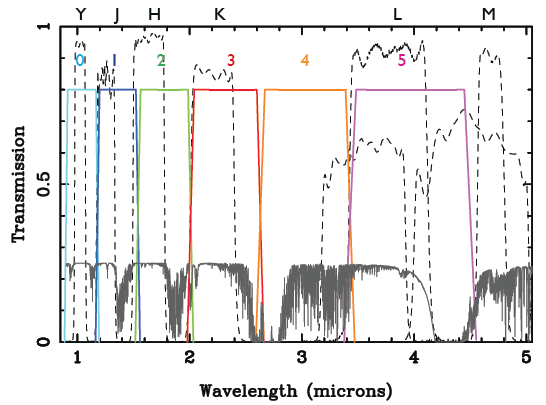 Y J H K L M
1
0 1 2 3 4 5
0.5
0
1 2 3 4 5
Transmission
Wavelength (microns)